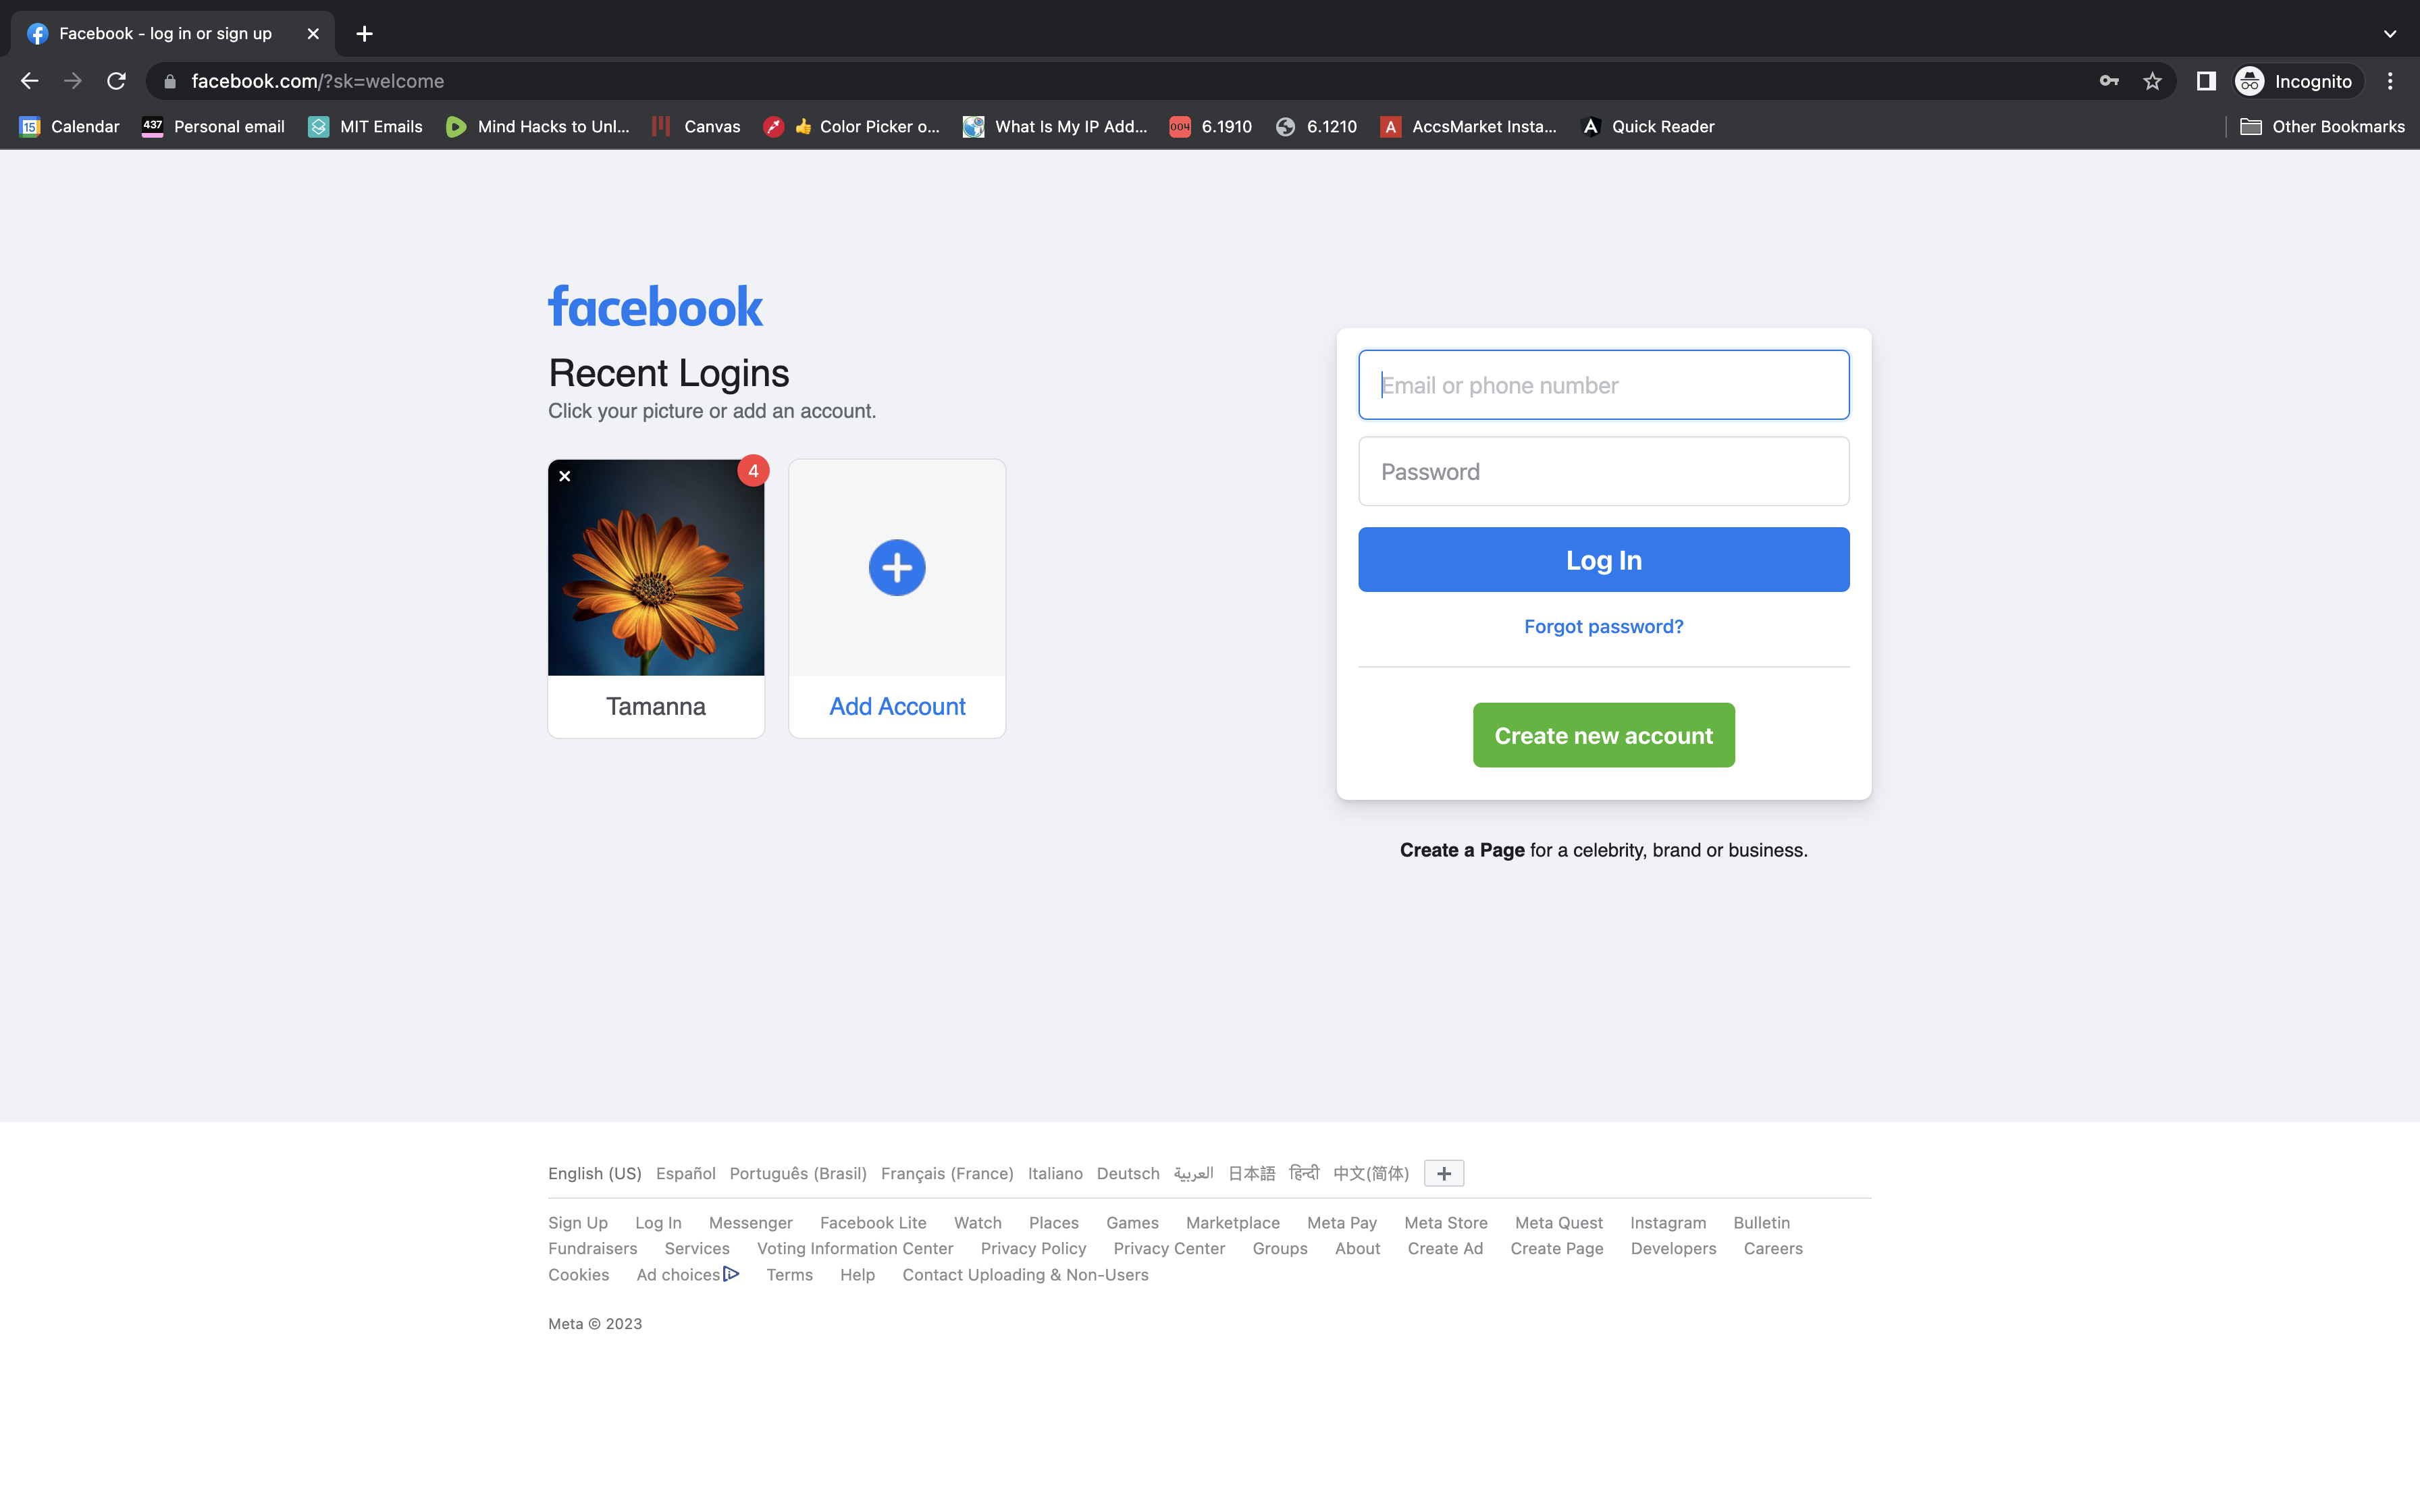 Facebook - log in or sign up
facebook.com/?sk=welcome
Incognito
15 Calendar
437 Personal email
MIT Emails
Mind Hacks to Unl...
Canvas
👍 Color Picker o...
What Is My IP Add...
004 6.1910
6.1210
A AccsMarket Insta...
Quick Reader
Other Bookmarks
facebook
Recent Logins
Click your picture or add an account.
4
Tamanna
Add Account
Email or phone number
Password
Log In
Forgot password?
Create new account
Create a Page for a celebrity, brand or business.
English (US) Español Português (Brasil) Français (France) Italiano Deutsch العربية 日本語 हिन्दी 中文(简体)
Sign Up Log In Messenger Facebook Lite Watch Places Games Marketplace Meta Pay Meta Store Meta Quest Instagram Bulletin
Fundraisers Services Voting Information Center Privacy Policy Privacy Center Groups About Create Ad Create Page Developers Careers
Cookies Ad choices Terms Help Contact Uploading & Non-Users
Meta © 2023